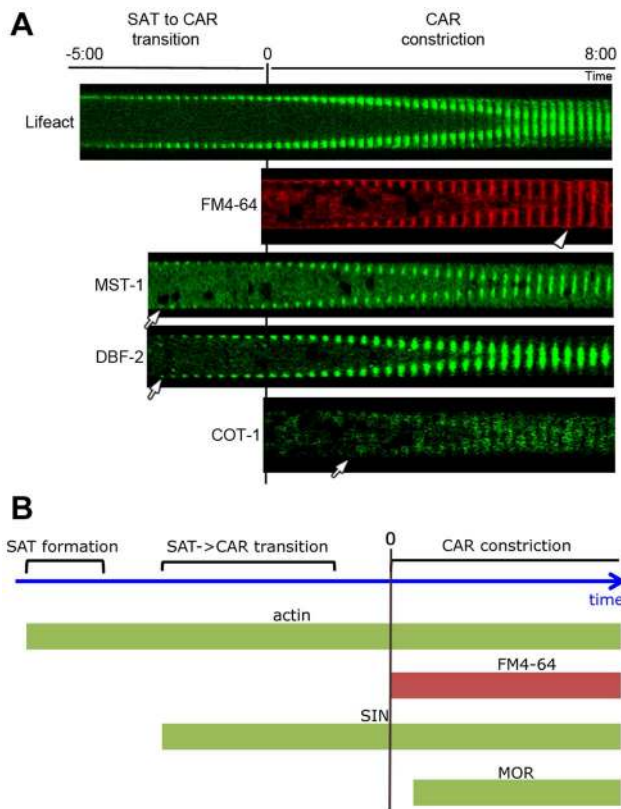 A
SAT to CAR
transition
CAR
constriction
-5:00
0
8:00
Time
Lifeact
FM4-64
MST-1
DBF-2
COT-1
B
0
SAT formation
SAT->CAR transition
CAR constriction
time
actin
FM4-64
SIN
MOR